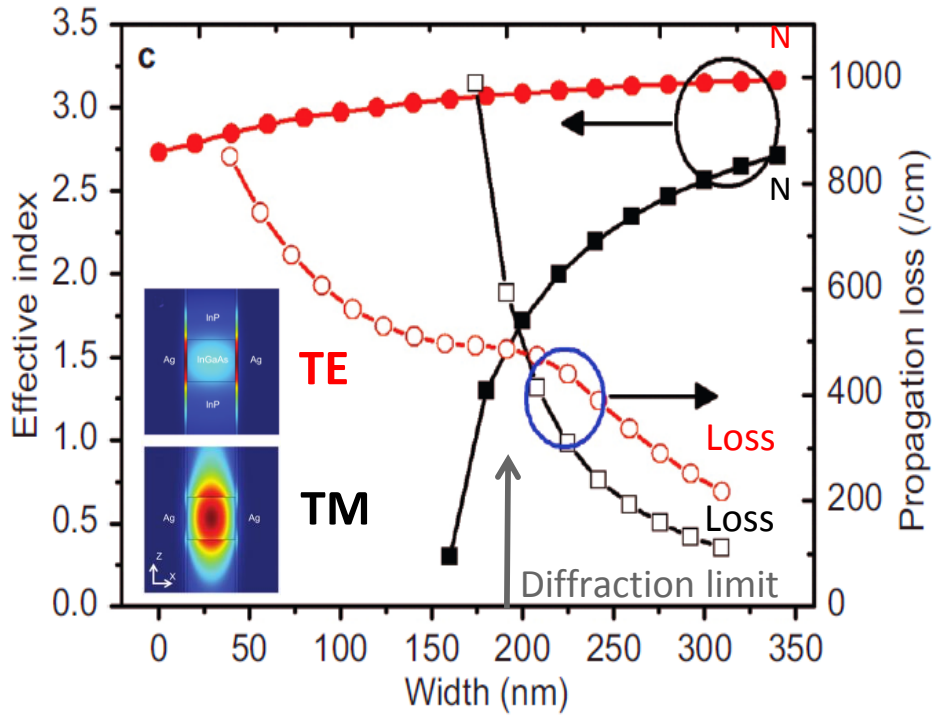 c
N
N
Effective index
3.5
3.0
2.5
2.0
1.5
1.0
0.5
0.0
Propagation loss (/cm)
1000
800
600
400
200
0
InP
Ag
InGaAs
Ag
InP
TE
Ag
Ag
Z
X
TM
Loss
Loss
Diffraction limit
0 50 100 150 200 250 300 350
Width (nm)